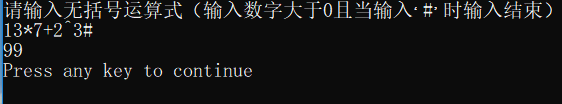 请输入无括号运算式（输入数字大于0且当输入‘#’时输入结束）
13*7+2^3#
99
Press any key to continue